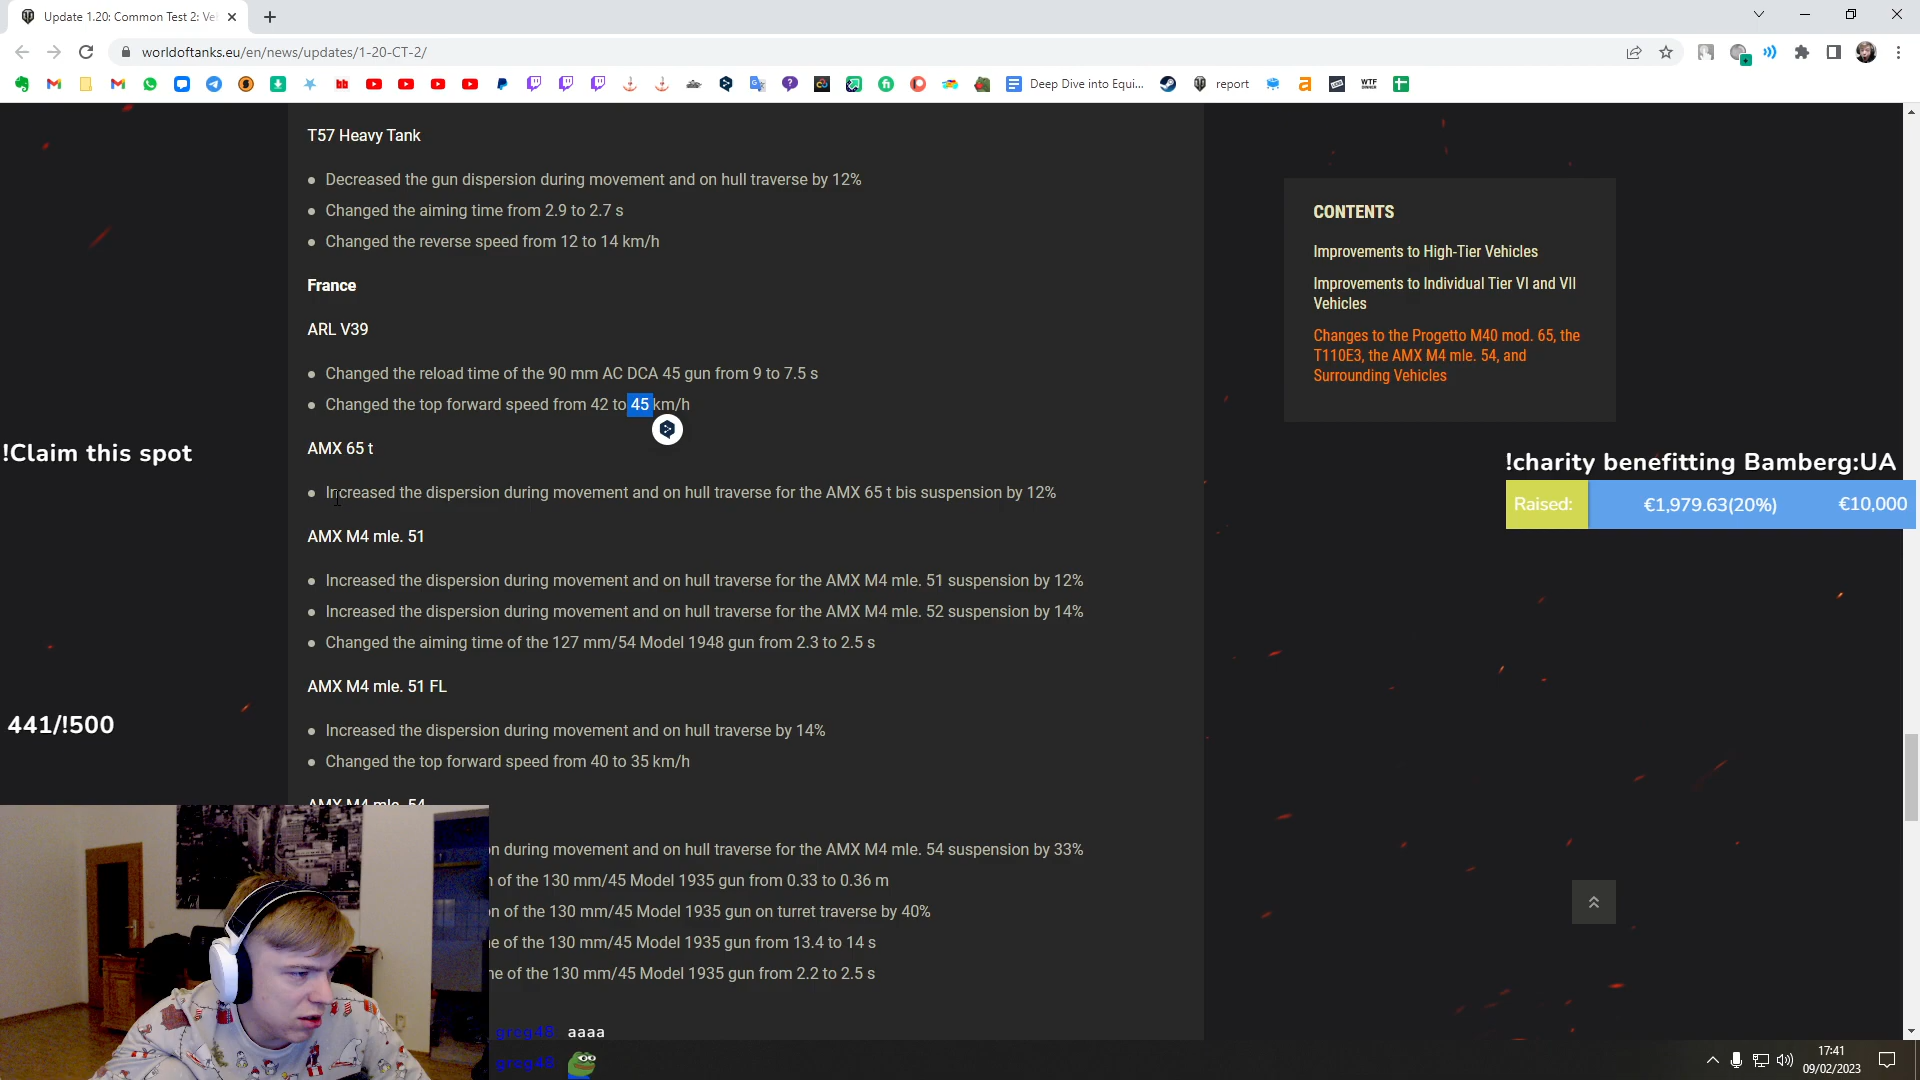 Update 1.20: Common Test 2: Ve
worldoftanks.eu/en/news/updates/1-20-CT-2/
Deep Dive into Equi...
report
WTF
T57 Heavy Tank
Decreased the gun dispersion during movement and on hull traverse by 12%
Changed the aiming time from 2.9 to 2.7 s
Changed the reverse speed from 12 to 14 km/h
France
ARL V39
Changed the reload time of the 90 mm AC DCA 45 gun from 9 to 7.5 s
Changed the top forward speed from 42 to 45 km/h
AMX 65 t
Increased the dispersion during movement and on hull traverse for the AMX 65 t bis suspension by 12%
AMX M4 mle. 51
Increased the dispersion during movement and on hull traverse for the AMX M4 mle. 51 suspension by 12%
Increased the dispersion during movement and on hull traverse for the AMX M4 mle. 52 suspension by 14%
Changed the aiming time of the 127 mm/54 Model 1948 gun from 2.3 to 2.5 s
AMX M4 mle. 51 FL
Increased the dispersion during movement and on hull traverse by 14%
Changed the top forward speed from 40 to 35 km/h
AMX M4 mle. 54
n during movement and on hull traverse for the AMX M4 mle. 54 suspension by 33%
of the 130 mm/45 Model 1935 gun from 0.33 to 0.36 m
on of the 130 mm/45 Model 1935 gun on turret traverse by 40%
e of the 130 mm/45 Model 1935 gun from 13.4 to 14 s
ne of the 130 mm/45 Model 1935 gun from 2.2 to 2.5 s
CONTENTS
Improvements to High-Tier Vehicles
Improvements to Individual Tier VI and VII
Vehicles
Changes to the Progetto M40 mod. 65, the
T110E3, the AMX M4 mle. 54, and
Surrounding Vehicles
!Claim this spot
441/!500
!charity benefitting Bamberg:UA
Raised: €1,979.63(20%) €10,000
greg48 aaaa
greg48
17:41
09/02/2023